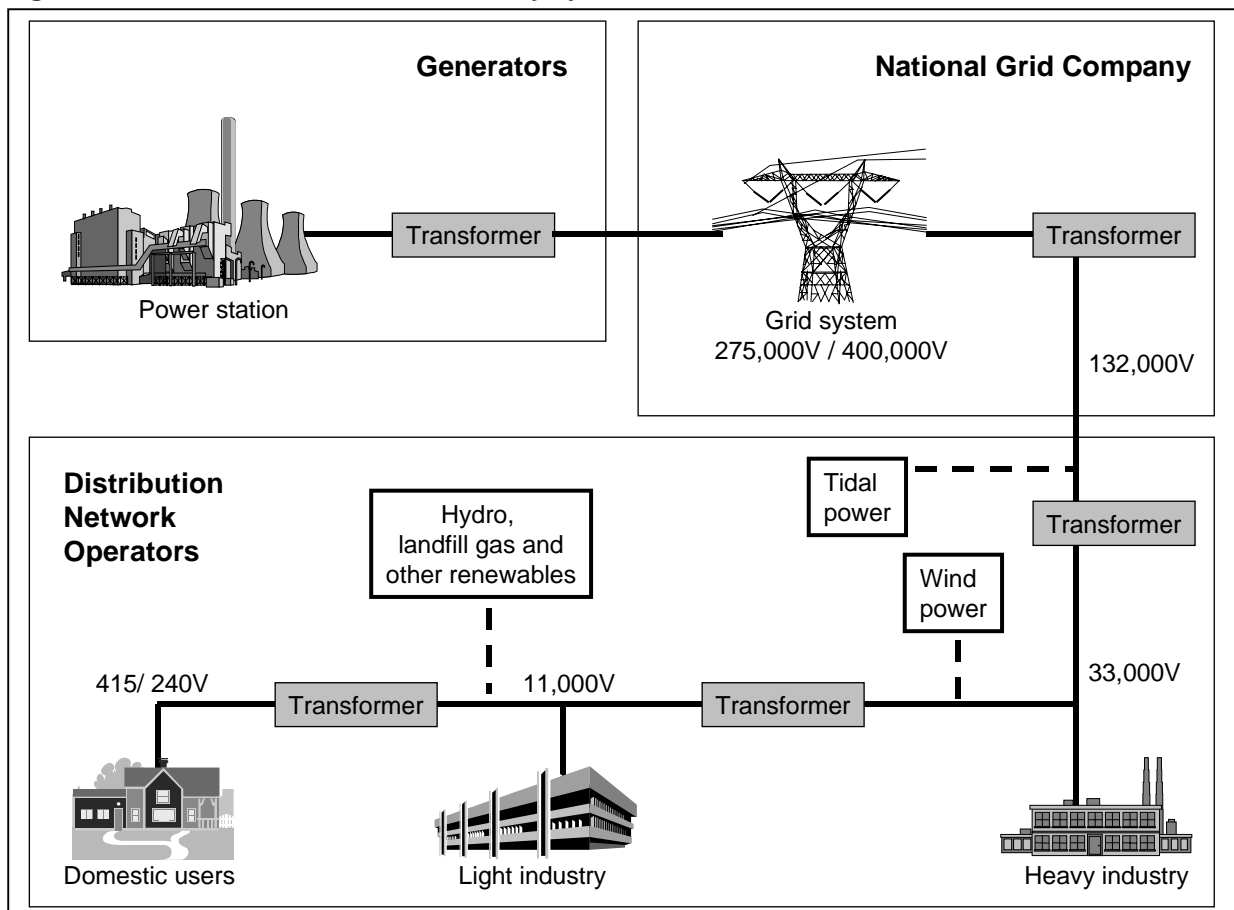 Generators
National Grid Company
Transformer
Transformer
Power station
Grid system
275,000V / 400,000V
132,000V
Distribution
Network
Operators
Hydro,
landfill gas and
other renewables
Tidal
power
Transformer
Wind
power
415/ 240V
Transformer
11,000V
Transformer
33,000V
Domestic users
Light industry
Heavy industry